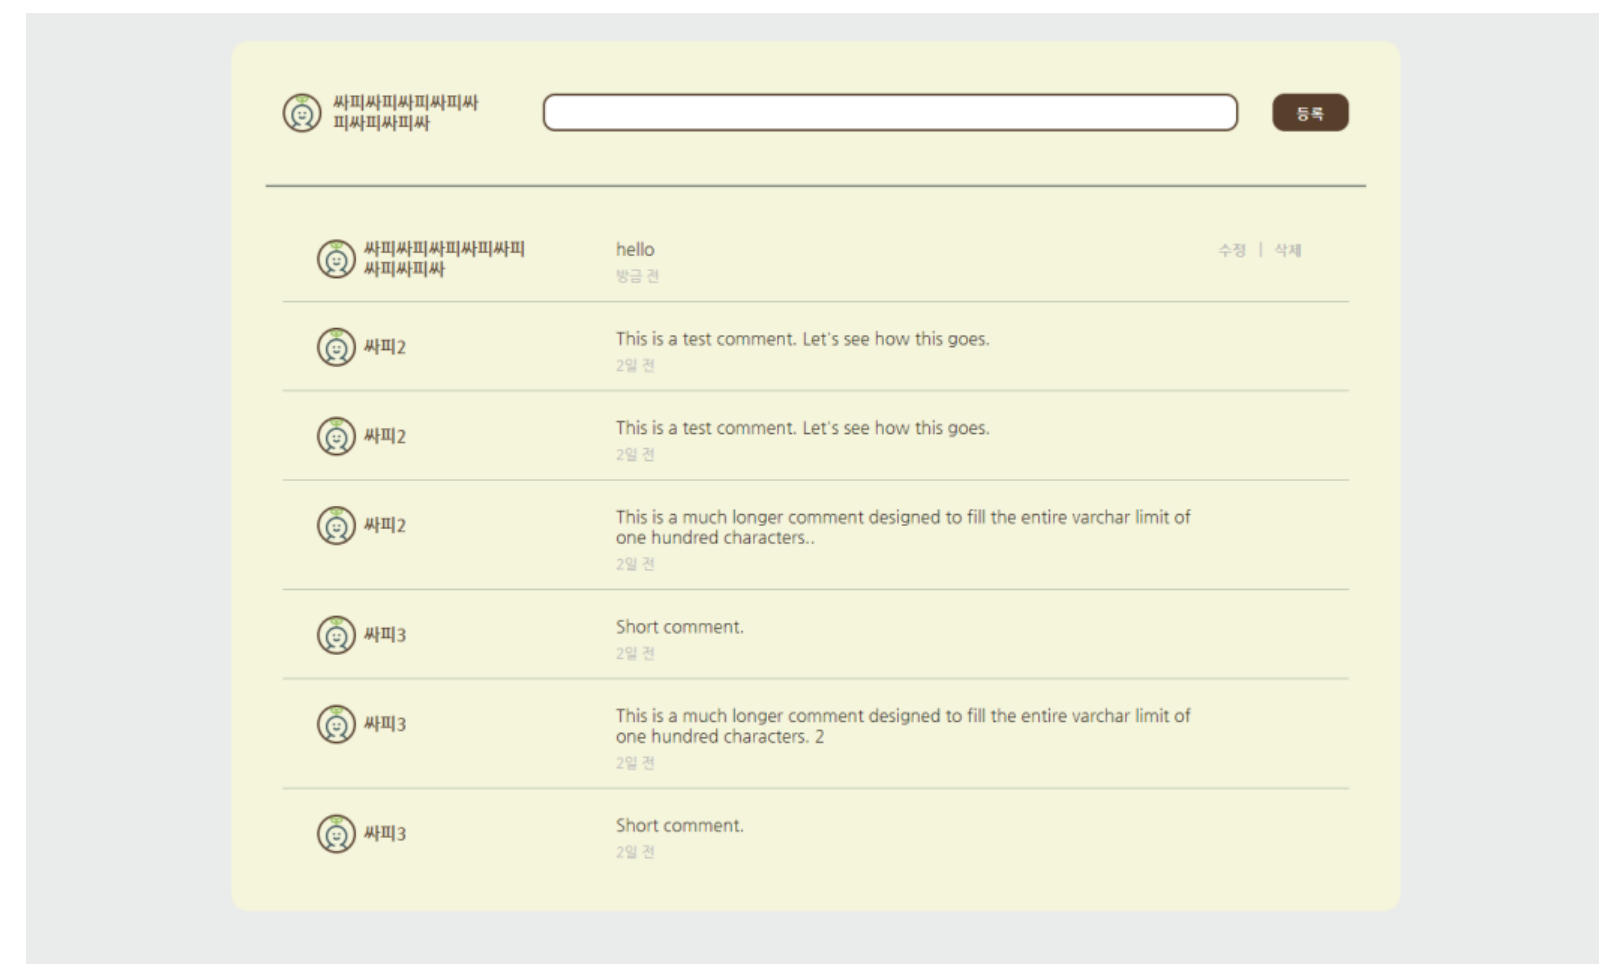 싸피싸피싸피싸피싸
피싸피싸피싸
등록
싸피싸피싸피싸피싸피
싸피싸피싸
hello
수정 | 삭제
방금 전
싸피2
This is a test comment. Let's see how this goes.
2일 전
싸피2
This is a test comment. Let's see how this goes.
2일 전
싸피2
This is a much longer comment designed to fill the entire varchar limit of
one hundred characters..
2일 전
싸피3
Short comment.
2일 전
싸피3
This is a much longer comment designed to fill the entire varchar limit of
one hundred characters. 2
2일 전
싸피3
Short comment.
2일 전